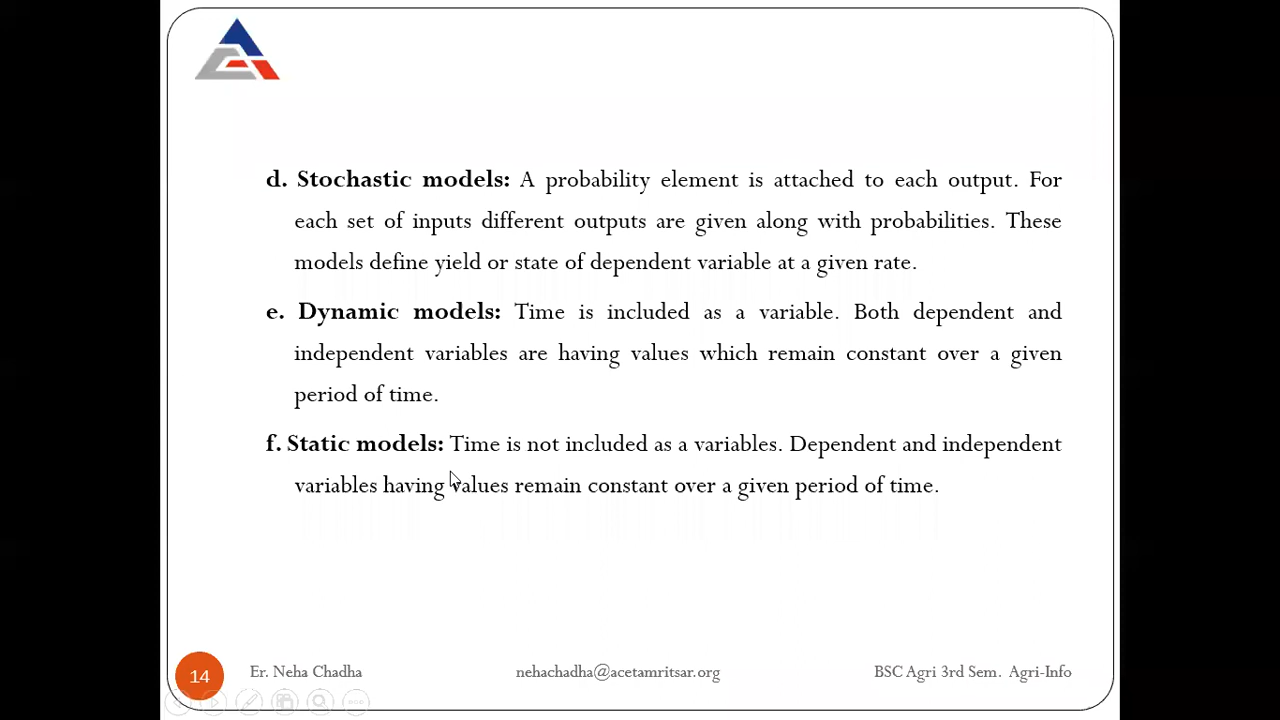 d. Stochastic models: A probability element is attached to each output. For
each set of inputs different outputs are given along with probabilities. These
models define yield or state of dependent variable at a given rate.
e. Dynamic models: Time is included as a variable. Both dependent and
independent variables are having values which remain constant over a given
period of time.
f. Static models: Time is not included as a variables. Dependent and independent
variables having values remain constant over a given period of time.
14 Er. Neha Chadha nehachadha@acetamritsar.org BSC Agri 3rd Sem. Agri-Info